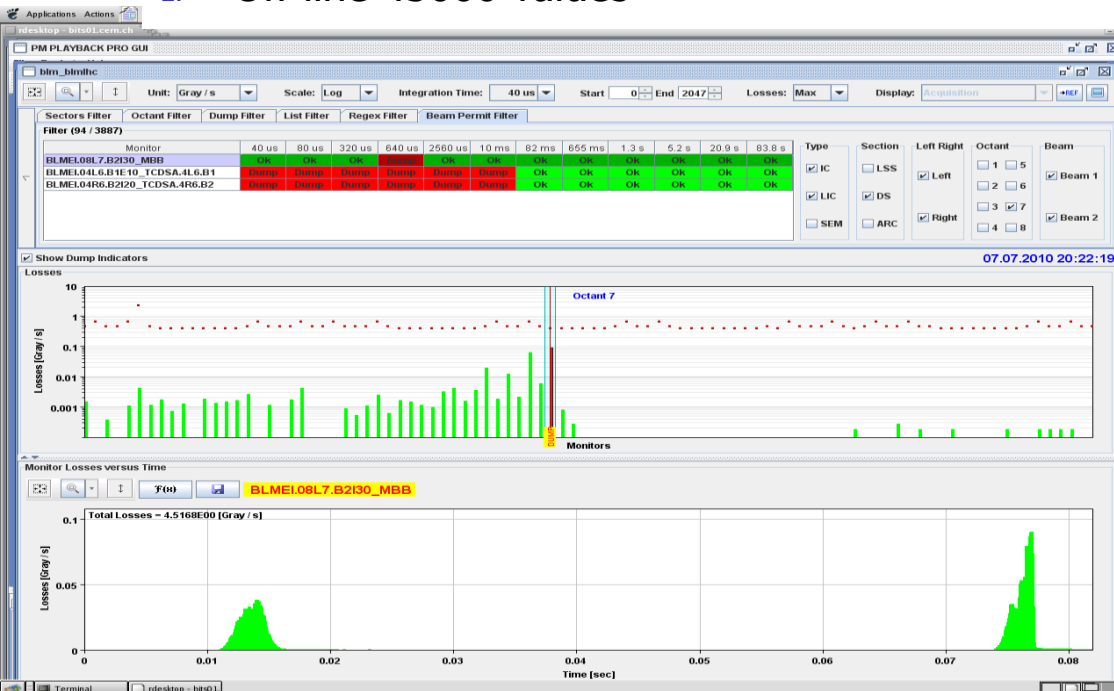 On-line 43000 values
Applications Actions
rdesktop - bits01.cern.ch
PM PLAYBACK PRO GUI
blm_blmlhc
Unit: Gray / s Scale: Log Integration Time: 40 us Start 0 End 2047 Losses: Max Display: Acquisition REF
Sectors Filter Octant Filter Dump Filter List Filter Regex Filter Beam Permit Filter
Filter (94 / 3887)
Monitor 40 us 80 us 320 us 640 us 2560 us 10 ms 82 ms 655 ms 1.3 s 5.2 s 20.9 s 83.8 s
BLMEI.08L7.B2I30_MBB Ok Ok Ok Dump Ok Ok Ok Ok Ok Ok Ok Ok
BLMEI.04L6.B1E10_TCDSA.4L6.B1 Dump Dump Dump Dump Dump Dump Ok Ok Ok Ok Ok Ok
BLMEI.04R6.B2I20_TCDSA.4R6.B2 Dump Dump Dump Dump Dump Dump Ok Ok Ok Ok Ok Ok
Type Section Left Right Octant Beam
IC LSS Left 1 5 Beam 1
LIC DS 2 6
SEM ARC Right 3 7 Beam 2
4 8
Show Dump Indicators 07.07.2010 20:22:19
Losses
Octant 7
10
1
0.1
0.01
0.001
Losses [Gray / s]
DUMP
Monitors
Monitor Losses versus Time
F(x) BLMEI.08L7.B2I30_MBB
Total Losses = 4.5168E00 [Gray / s]
0.1
0.05
0
Losses [Gray / s]
0 0.01 0.02 0.03 0.04 0.05 0.06 0.07 0.08
Time [sec]
Terminal rdesktop - bits01